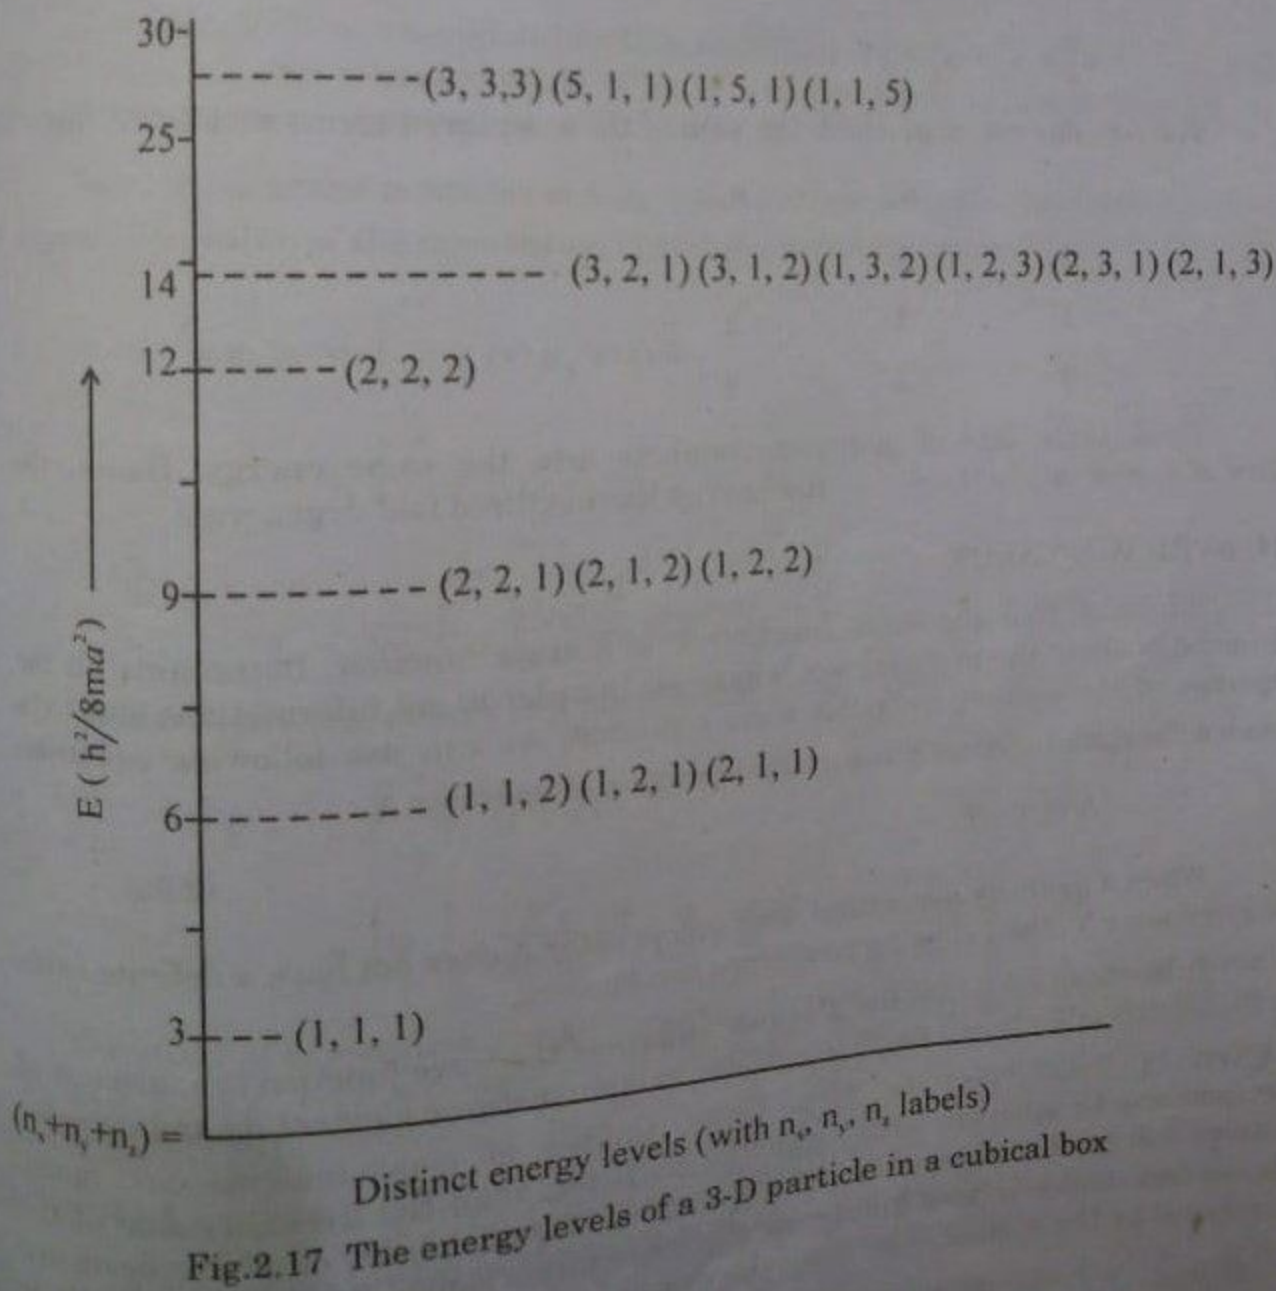 30
(3, 3,3) (5, 1, 1) (1, 5, 1) (1, 1, 5)
25
14
(3, 2, 1) (3, 1, 2) (1, 3, 2) (1, 2, 3) (2, 3, 1) (2, 1, 3)
12
(2, 2, 2)
9
(2, 2, 1) (2, 1, 2) (1, 2, 2)
E ( h²/8ma² )
6
(1, 1, 2) (1, 2, 1) (2, 1, 1)
3
(1, 1, 1)
(nₓ+nᵧ+n_z) =
Distinct energy levels (with nₓ, nᵧ, n_z labels)
Fig.2.17 The energy levels of a 3-D particle in a cubical box